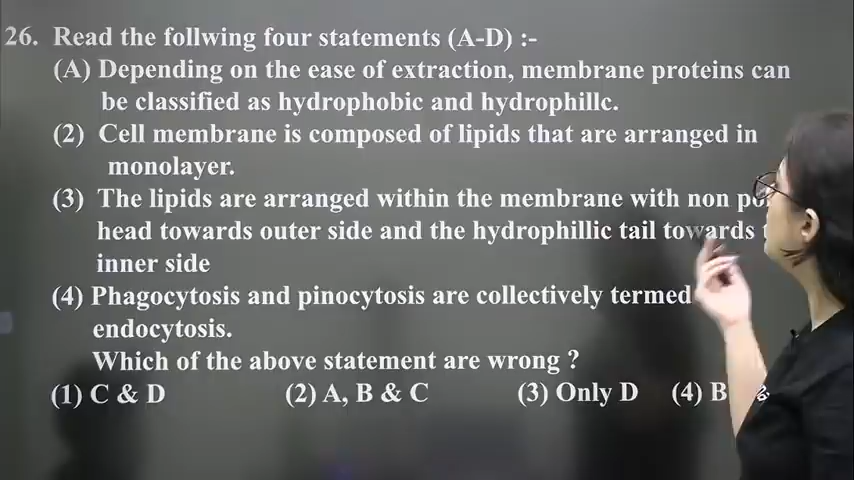 26. Read the follwing four statements (A-D) :-
(A) Depending on the ease of extraction, membrane proteins can
be classified as hydrophobic and hydrophillc.
(2) Cell membrane is composed of lipids that are arranged in
monolayer.
(3) The lipids are arranged within the membrane with non
head towards outer side and the hydrophillic tail towards
inner side
(4) Phagocytosis and pinocytosis are collectively termed
endocytosis.
Which of the above statement are wrong ?
(1) C & D (2) A, B & C (3) Only D (4) B